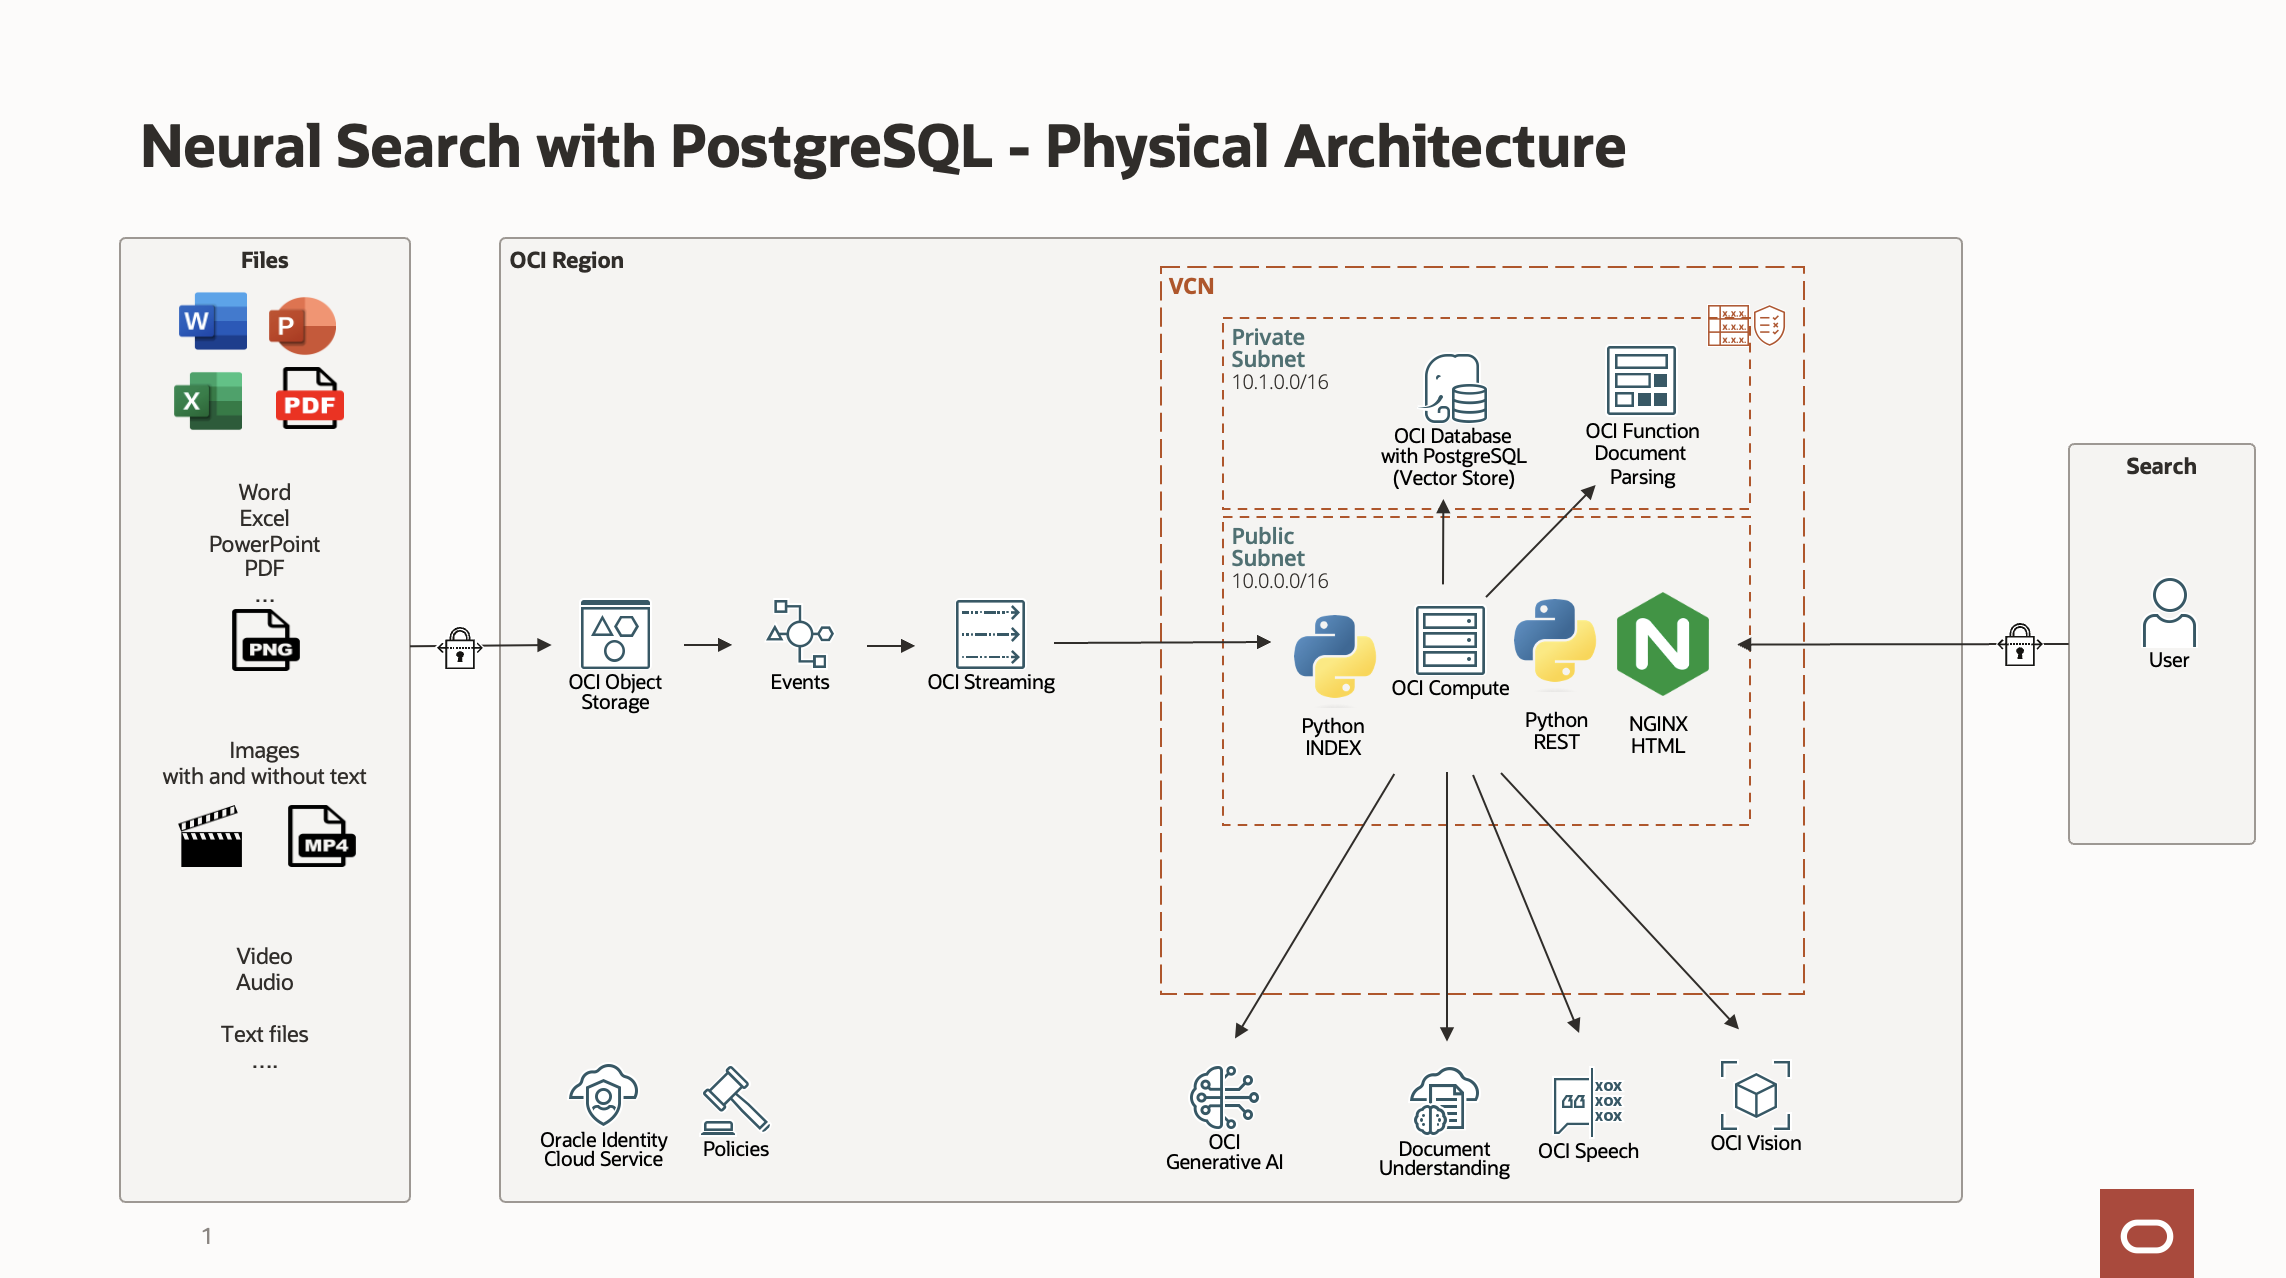 Neural Search with PostgreSQL - Physical Architecture
Files
W
P
X
PDF
Word
Excel
PowerPoint
PDF
...
PNG
Images
with and without text
MP4
Video
Audio
Text files
....
OCI Region
OCI Object
Storage
Events
OCI Streaming
VCN
Private
Subnet
10.1.0.0/16
OCI Database
with PostgreSQL
(Vector Store)
OCI Function
Document
Parsing
x.x.x.
x.x.x.
x.x.x.
Public
Subnet
10.0.0.0/16
Python
INDEX
OCI Compute
Python
REST
N
NGINX
HTML
Search
User
Oracle Identity
Cloud Service
Policies
OCI
Generative AI
Document
Understanding
xox
xox
xox
OCI Speech
OCI Vision
1